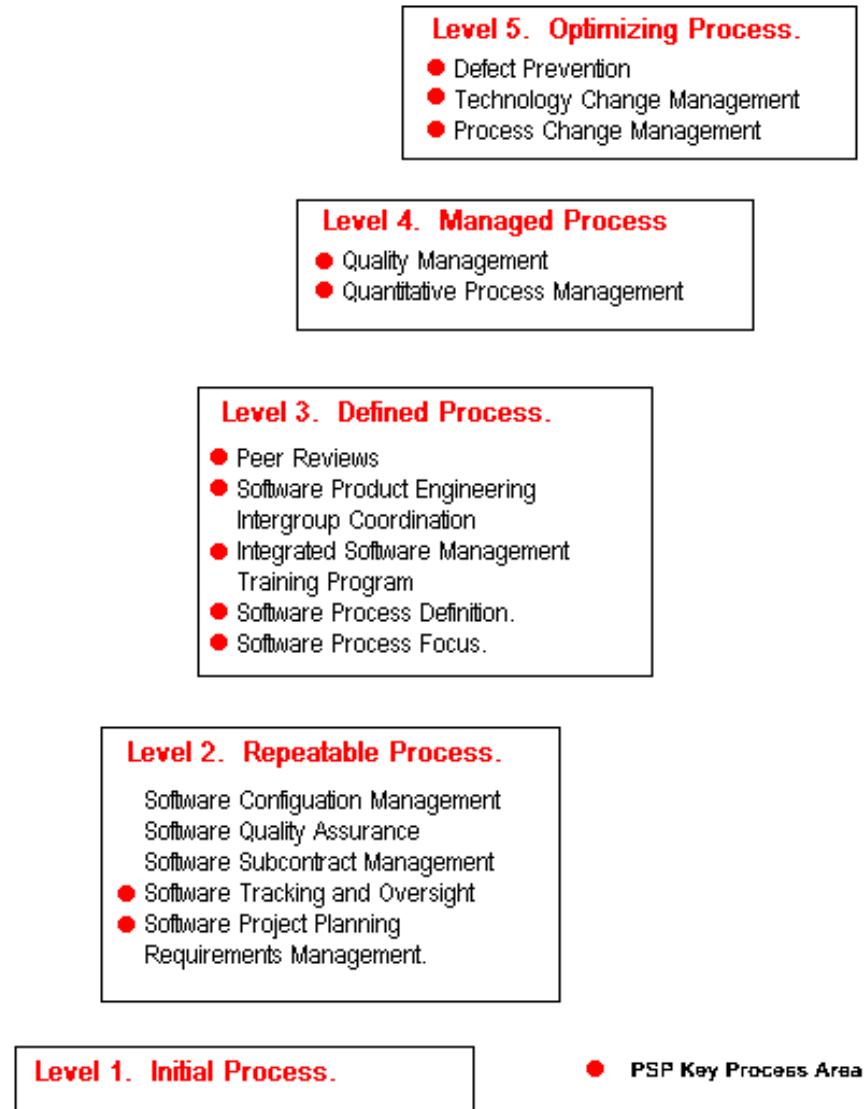 Level 5. Optimizing Process.
Defect Prevention
Technology Change Management
Process Change Management
Level 4. Managed Process
Quality Management
Quantitative Process Management
Level 3. Defined Process.
Peer Reviews
Software Product Engineering
Intergroup Coordination
Integrated Software Management
Training Program
Software Process Definition.
Software Process Focus.
Level 2. Repeatable Process.
Software Configuation Management
Software Quality Assurance
Software Subcontract Management
Software Tracking and Oversight
Software Project Planning
Requirements Management.
Level 1. Initial Process.
PSP Key Process Area